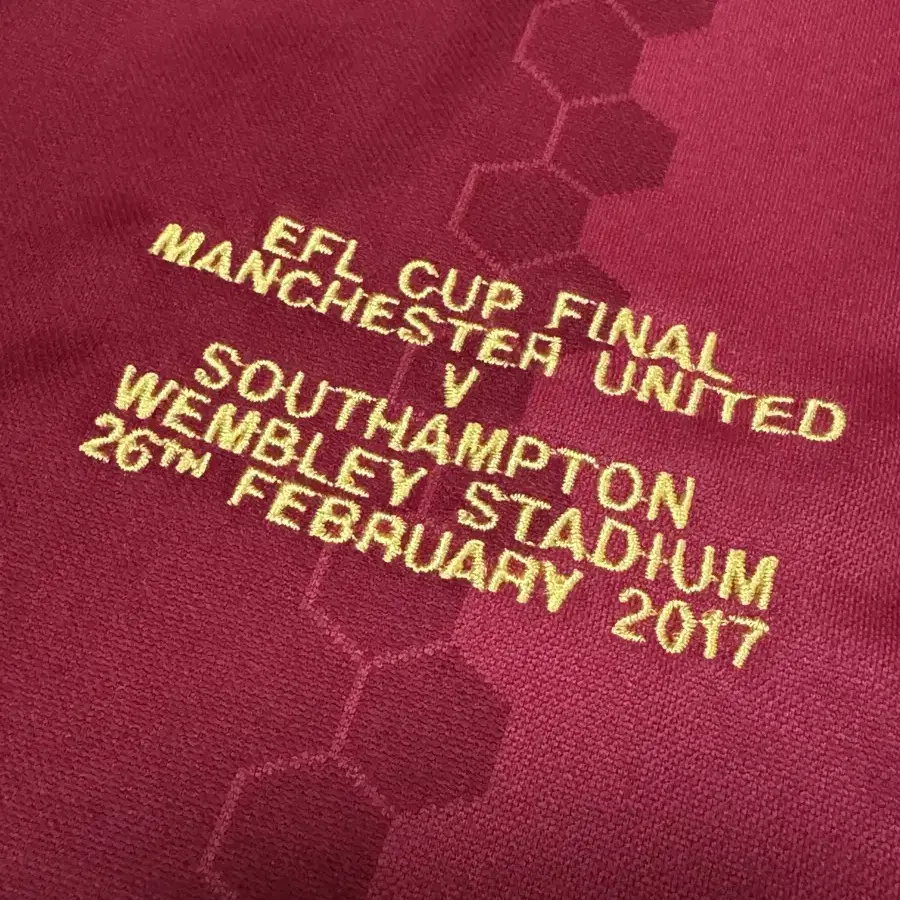 EFL CUP FINAL
MANCHESTER UNITED
V
SOUTHAMPTON
WEMBLEY STADIUM
26TH FEBRUARY 2017